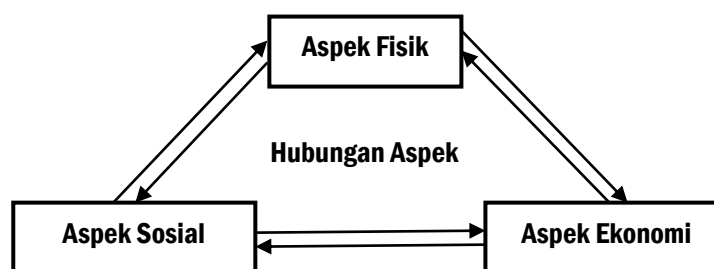 Aspek Fisik
Hubungan Aspek
Aspek Sosial
Aspek Ekonomi